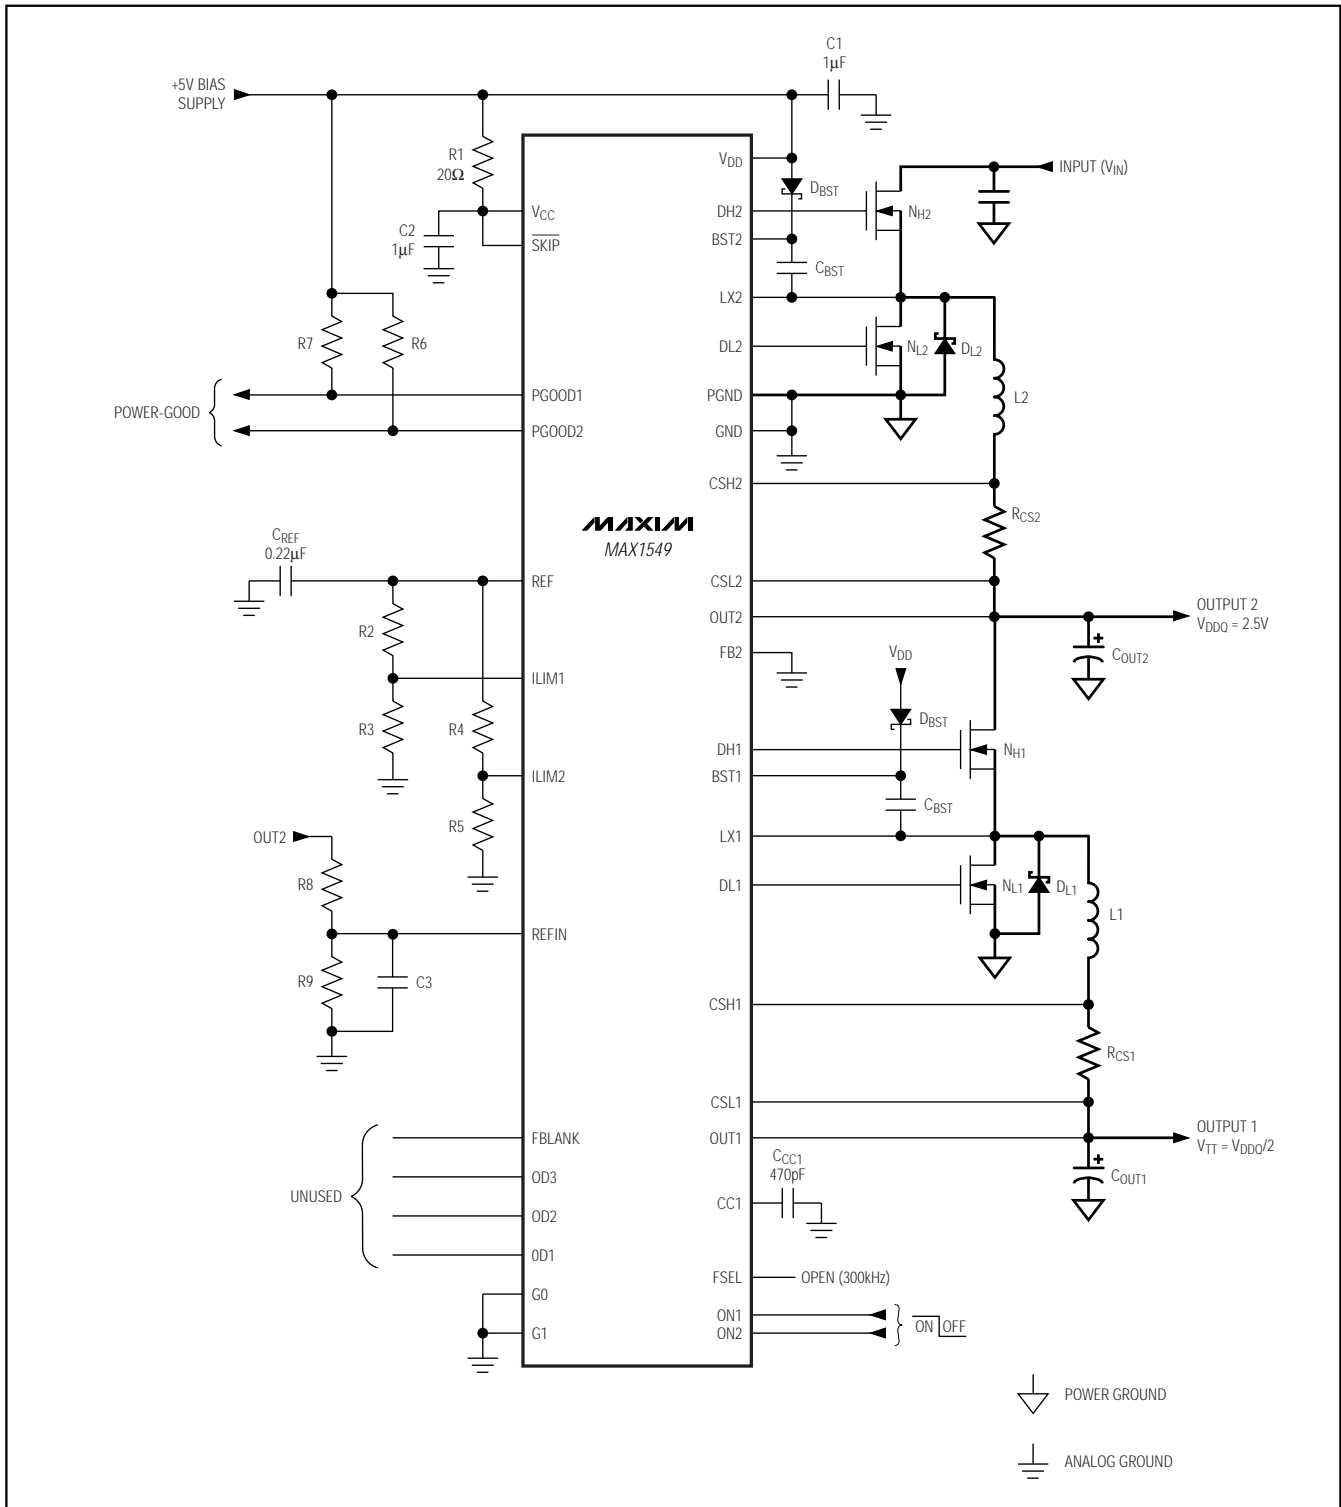 C1
1µF
+5V BIAS
SUPPLY
R1
20Ω
VDD
DBST
INPUT (VIN)
C2
1µF
VCC
SKIP
DH2
NH2
BST2
CBST
LX2
R7
R6
DL2
NL2
DL2
L2
POWER-GOOD
PGOOD1
PGOOD2
PGND
GND
CSH2
RCS2
MAXIM
MAX1549
CREF
0.22µF
REF
CSL2
OUT2
OUTPUT 2
VDDQ = 2.5V
COUT2
R2
FB2
VDD
ILIM1
R3
R4
DBST
DH1
NH1
ILIM2
BST1
CBST
R5
OUT2
LX1
R8
DL1
NL1
DL1
L1
REFIN
R9
C3
CSH1
RCS1
CSL1
OUT1
OUTPUT 1
VTT = VDDQ/2
COUT1
FBLANK
OD3
OD2
0D1
UNUSED
CCC1
470pF
CC1
FSEL
OPEN (300kHz)
G0
G1
ON1
ON2
ON OFF
POWER GROUND
ANALOG GROUND